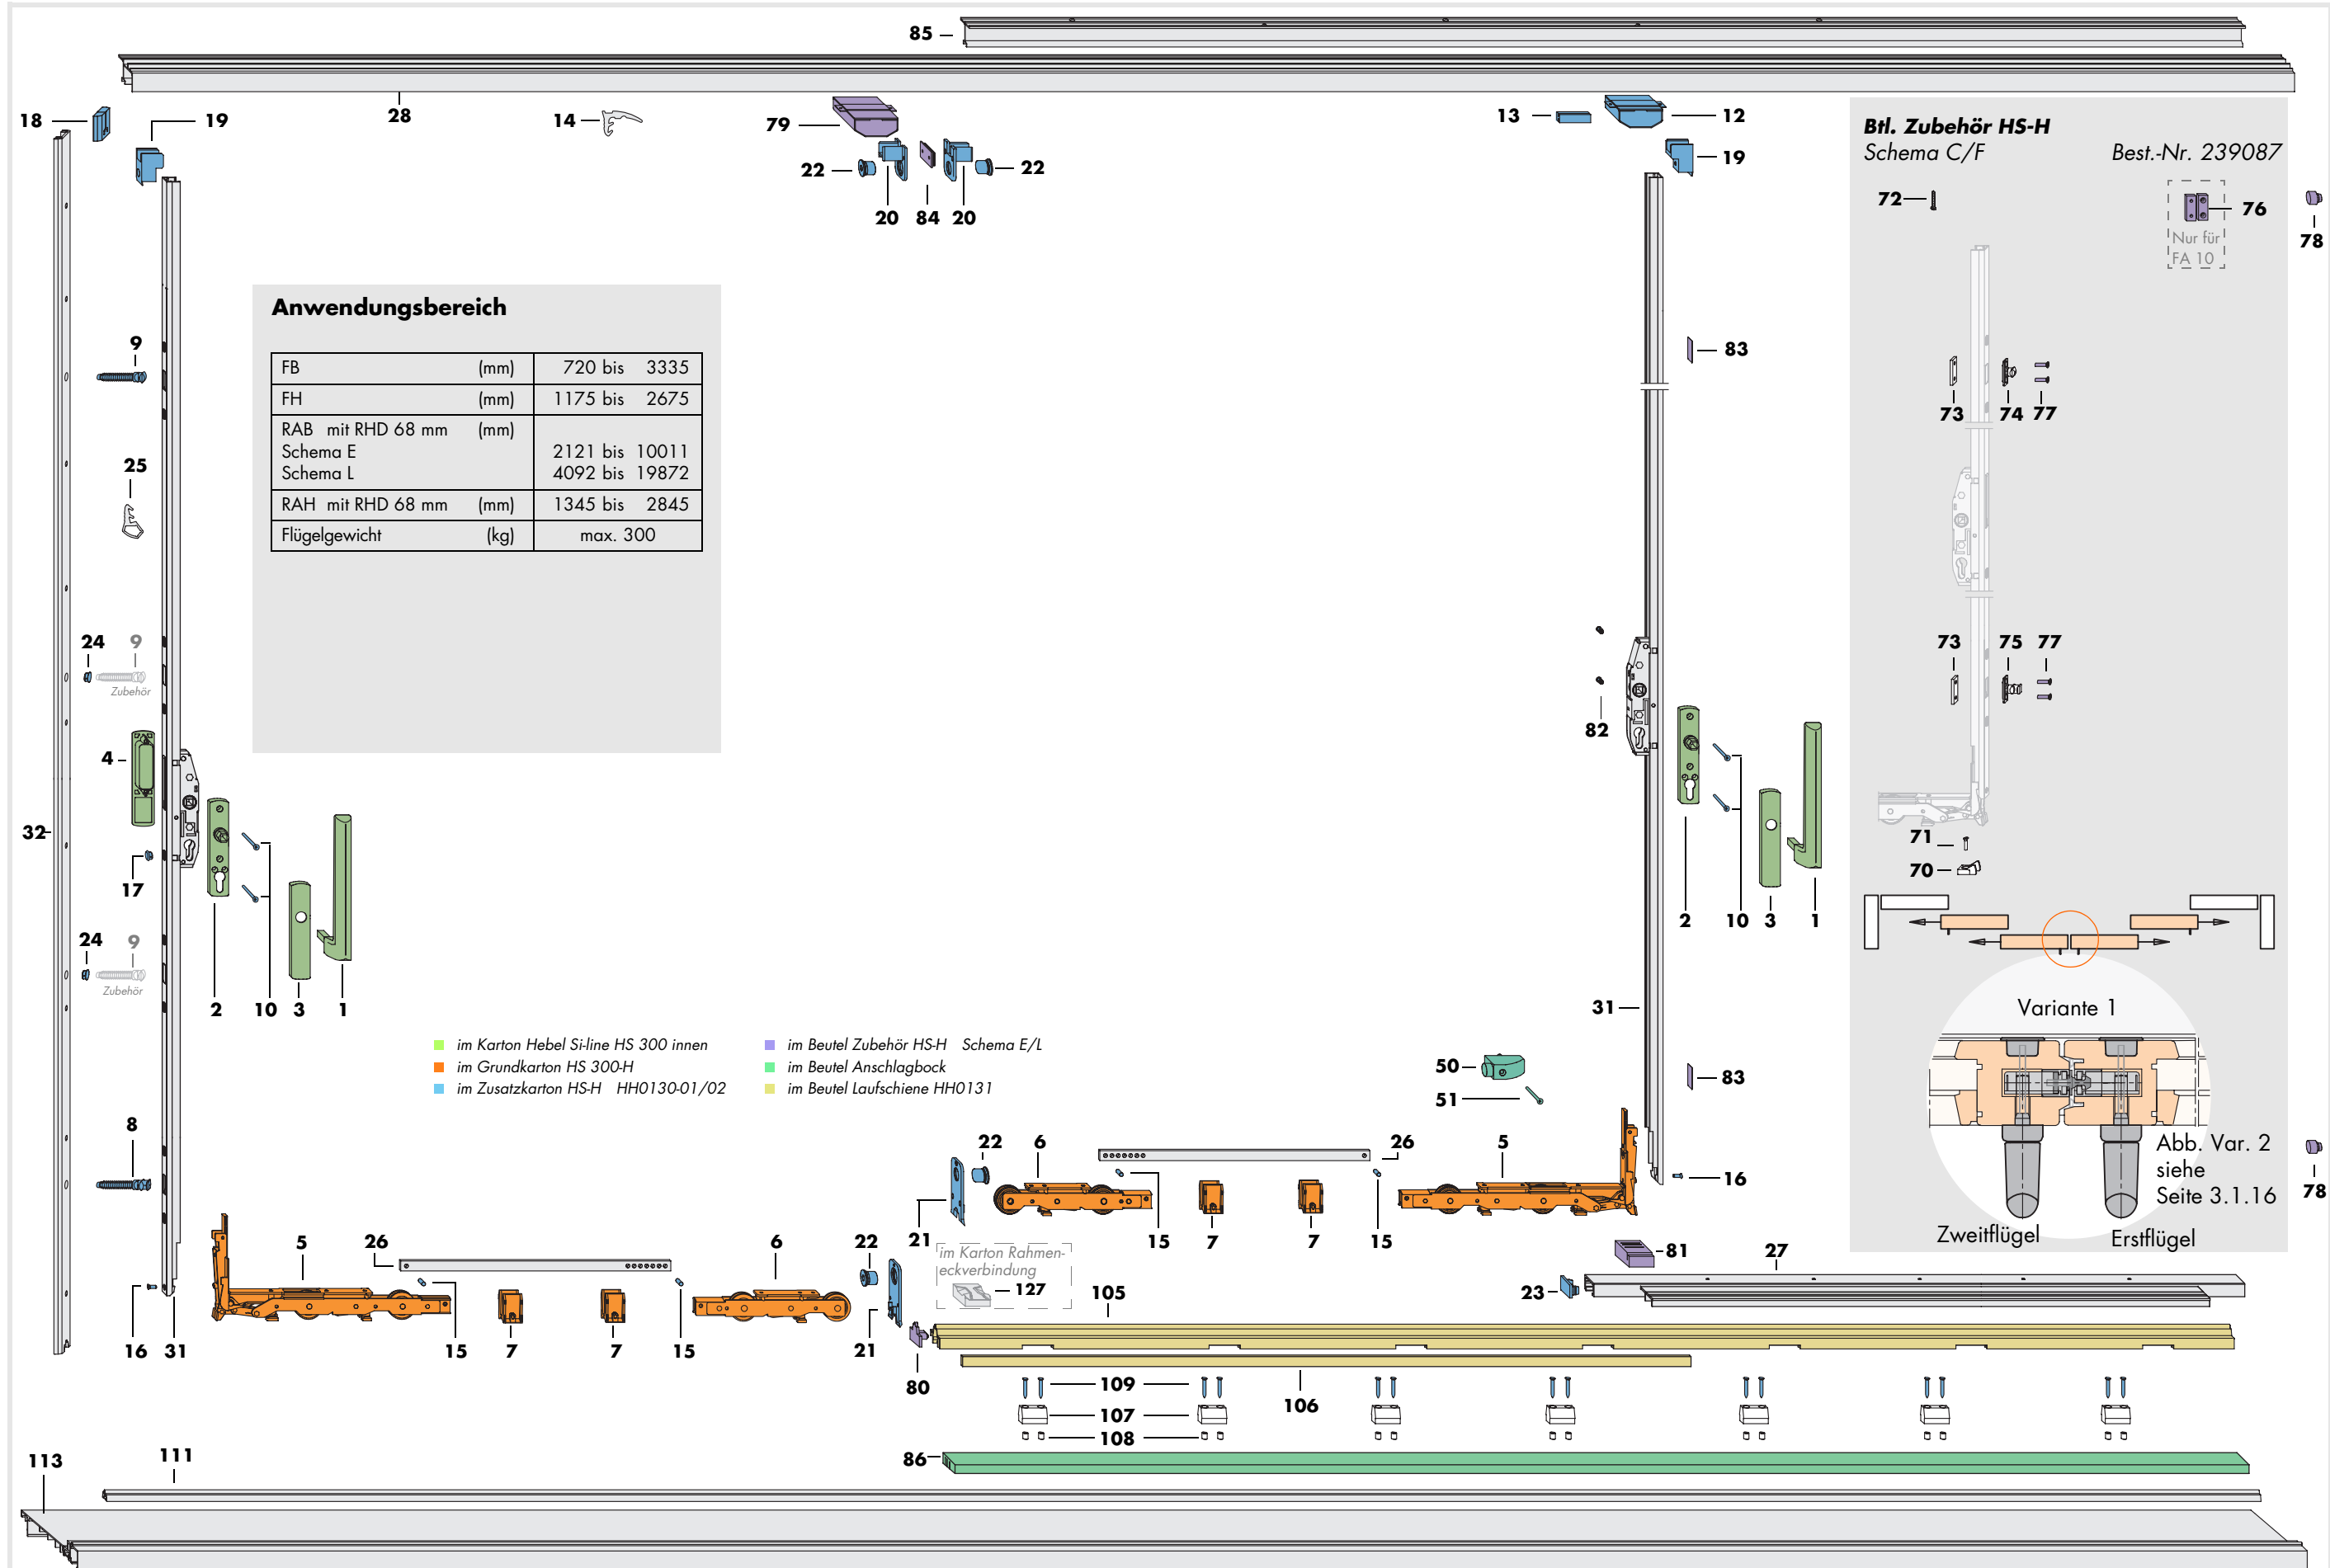 85
28
18
19
14
79
13
12
19
22
22
20
84
20
Btl. Zubehör HS-H
Schema C/F
Best.-Nr. 239087
72
76
Nur für
FA 10
78
Anwendungsbereich
FB (mm) 720 bis 3335
FH (mm) 1175 bis 2675
RAB mit RHD 68 mm (mm)
Schema E 2121 bis 10011
Schema L 4092 bis 19872
RAH mit RHD 68 mm (mm) 1345 bis 2845
Flügelgewicht (kg) max. 300
9
83
73
74
77
25
24
9
Zubehör
73
75
77
82
4
32
17
71
70
2
10
3
1
24
9
Zubehör
2
10
3
1
31
Variante 1
im Karton Hebel Si-line HS 300 innen
im Grundkarton HS 300-H
im Zusatzkarton HS-H HH0130-01/02
im Beutel Zubehör HS-H Schema E/L
im Beutel Anschlagbock
im Beutel Laufschiene HH0131
50
51
83
8
22
6
26
5
16
Abb. Var. 2
siehe
Seite 3.1.16
78
Zweitflügel
Erstflügel
21
15
7
7
15
5
26
6
22
im Karton Rahmen-
eckverbindung
127
81
27
23
105
16
31
15
7
7
15
21
80
109
106
107
108
86
113
111